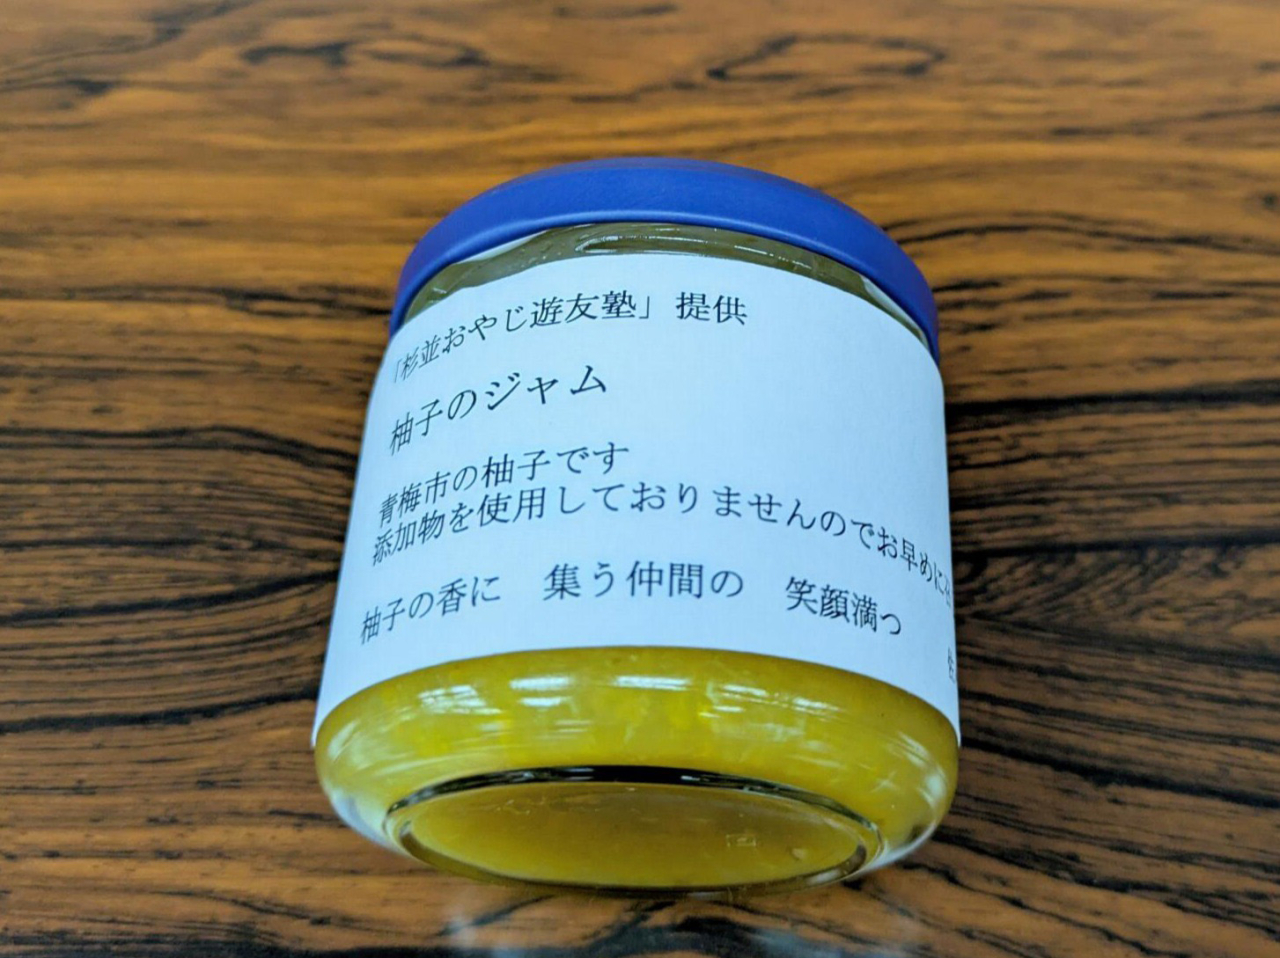 「杉並おやじ遊友塾」提供
柚子のジャム
青梅市の柚子です
添加物を使用しておりませんのでお早めに
柚子の香に　集う仲間の　笑顔満つ